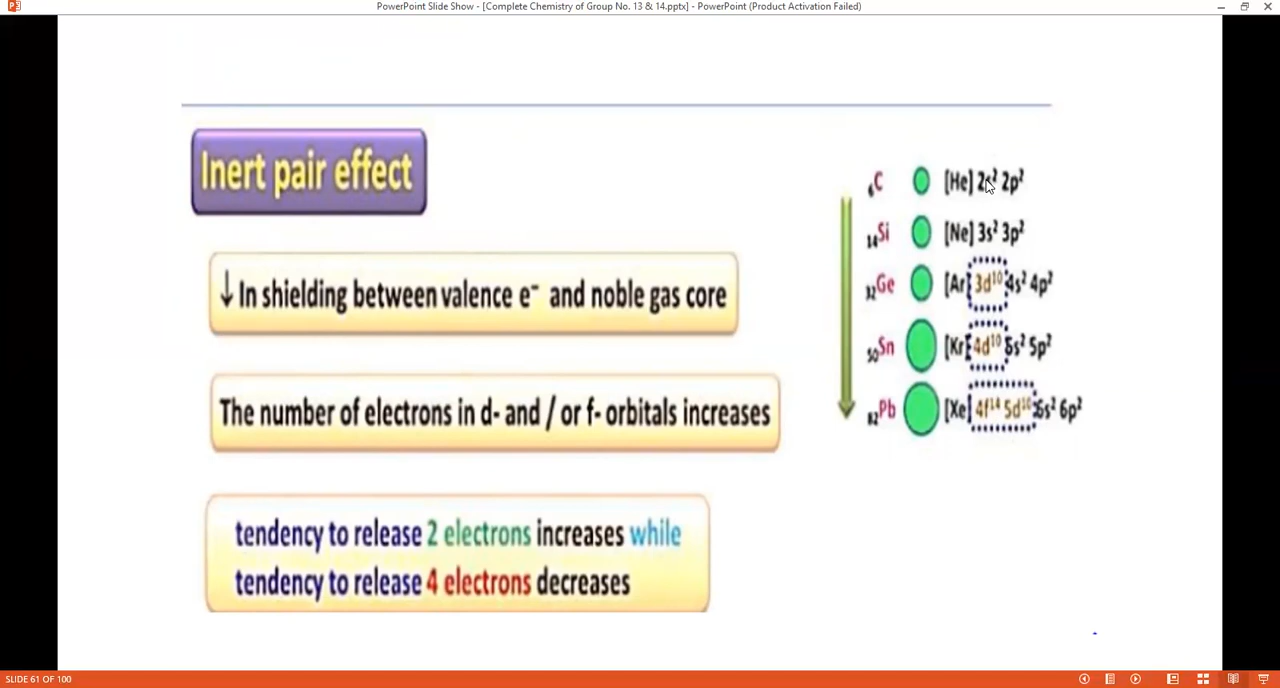 PowerPoint Slide Show - [Complete Chemistry of Group No. 13 & 14.pptx] - PowerPoint (Product Activation Failed)
Inert pair effect
↓ In shielding between valence e⁻ and noble gas core
The number of electrons in d- and / or f- orbitals increases
tendency to release 2 electrons increases while
tendency to release 4 electrons decreases
₆C [He] 2s² 2p²
₁₄Si [Ne] 3s² 3p²
₃₂Ge [Ar] 3d¹⁰ 4s² 4p²
₅₀Sn [Kr] 4d¹⁰ 5s² 5p²
₈₂Pb [Xe] 4f¹⁴ 5d¹⁰ 6s² 6p²
SLIDE 61 OF 100